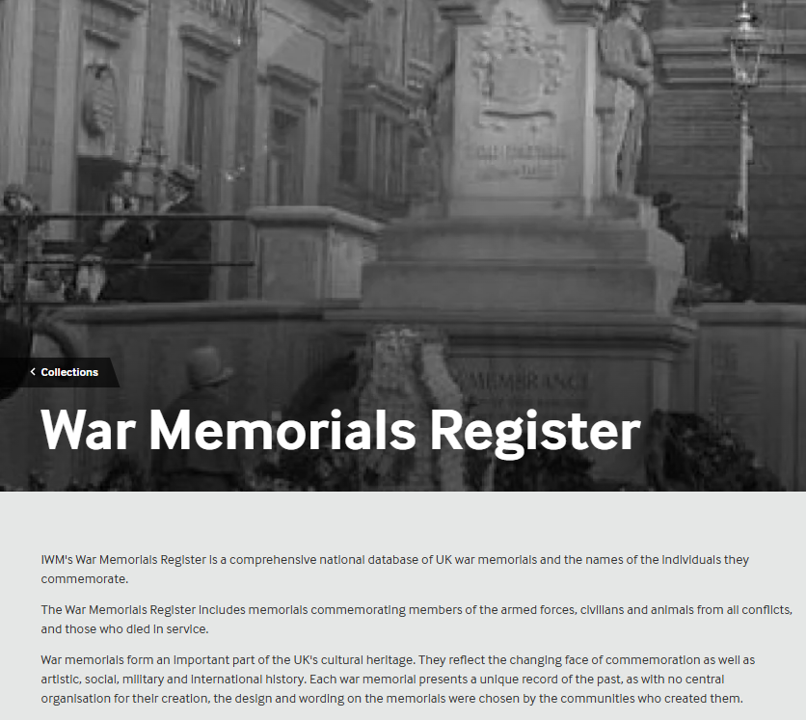 Collections
War Memorials Register
IWM's War Memorials Register is a comprehensive national database of UK war memorials and the names of the individuals they
commemorate.
The War Memorials Register includes memorials commemorating members of the armed forces, civilians and animals from all conflicts,
and those who died in service.
War memorials form an important part of the UK's cultural heritage. They reflect the changing face of commemoration as well as
artistic, social, military and international history. Each war memorial presents a unique record of the past, as with no central
organisation for their creation, the design and wording on the memorials were chosen by the communities who created them.